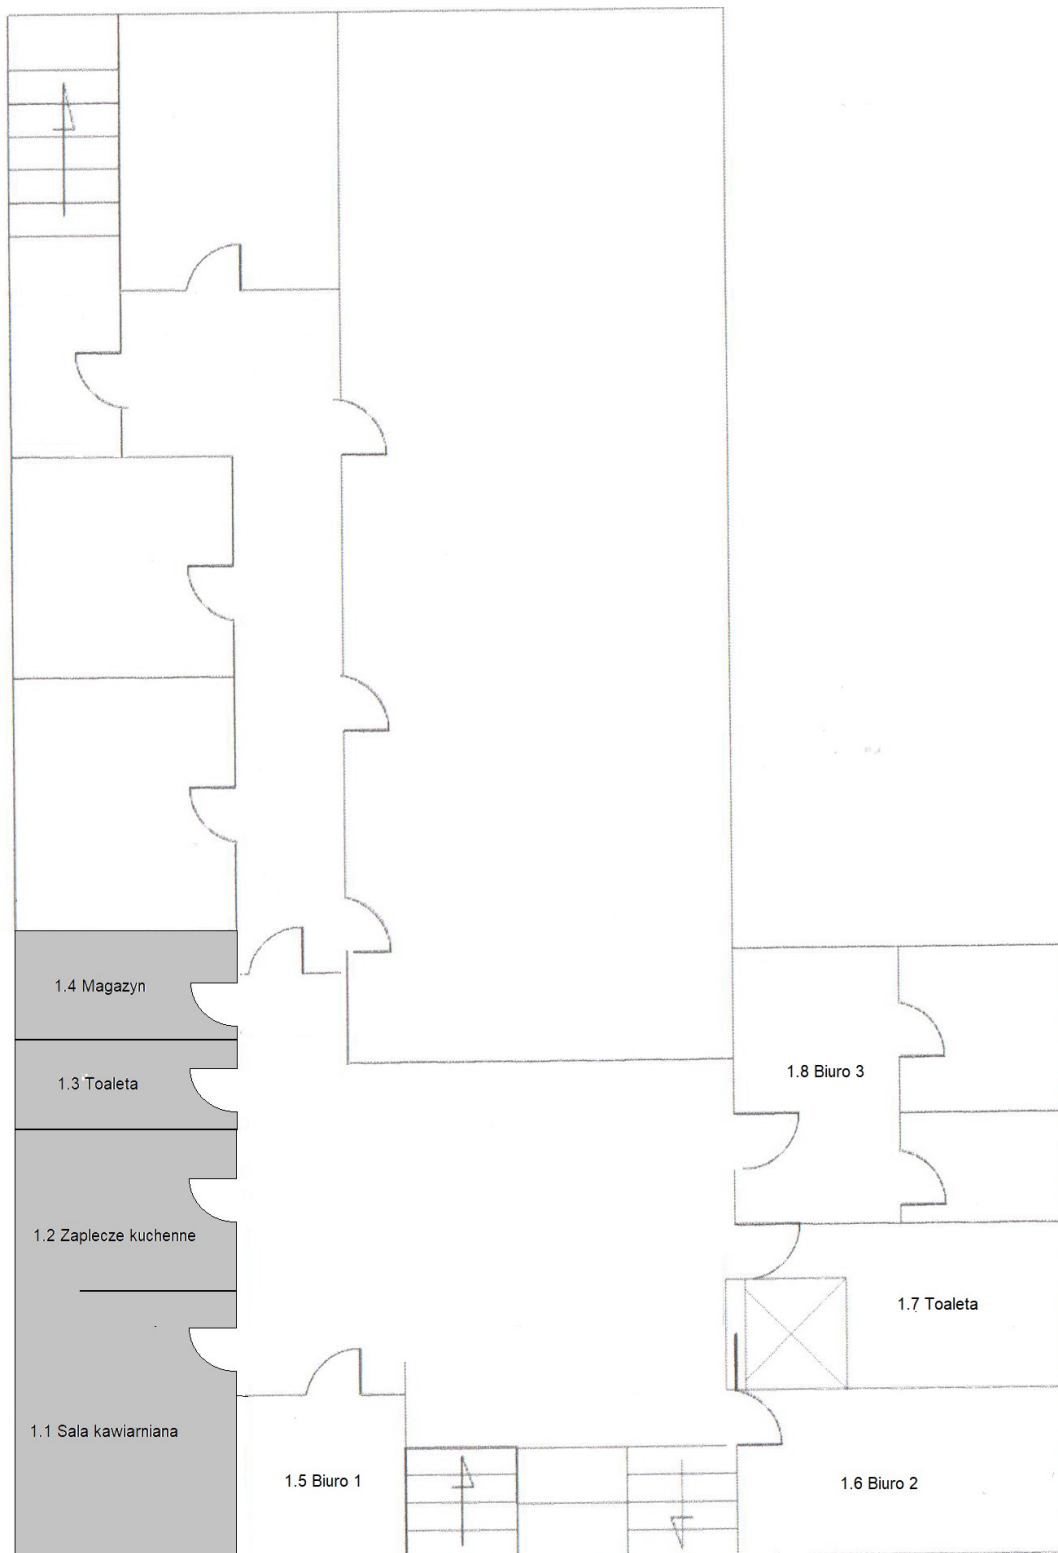 1.4 Magazyn
1.3 Toaleta
1.8 Biuro 3
1.2 Zaplecze kuchenne
1.7 Toaleta
1.1 Sala kawiarniana
1.5 Biuro 1
1.6 Biuro 2